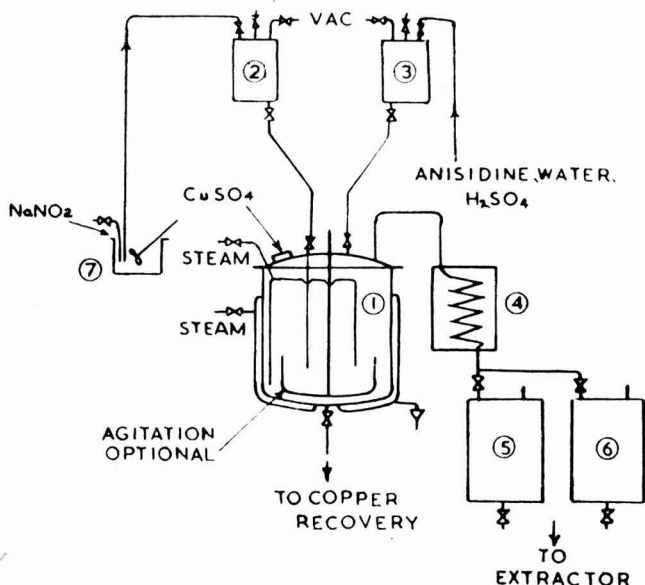 VAC
②
③
ANISIDINE, WATER,
H₂SO₄
CuSO₄
NaNO₂
⑦
STEAM
①
④
STEAM
AGITATION
OPTIONAL
⑤
⑥
TO COPPER
RECOVERY
TO
EXTRACTOR